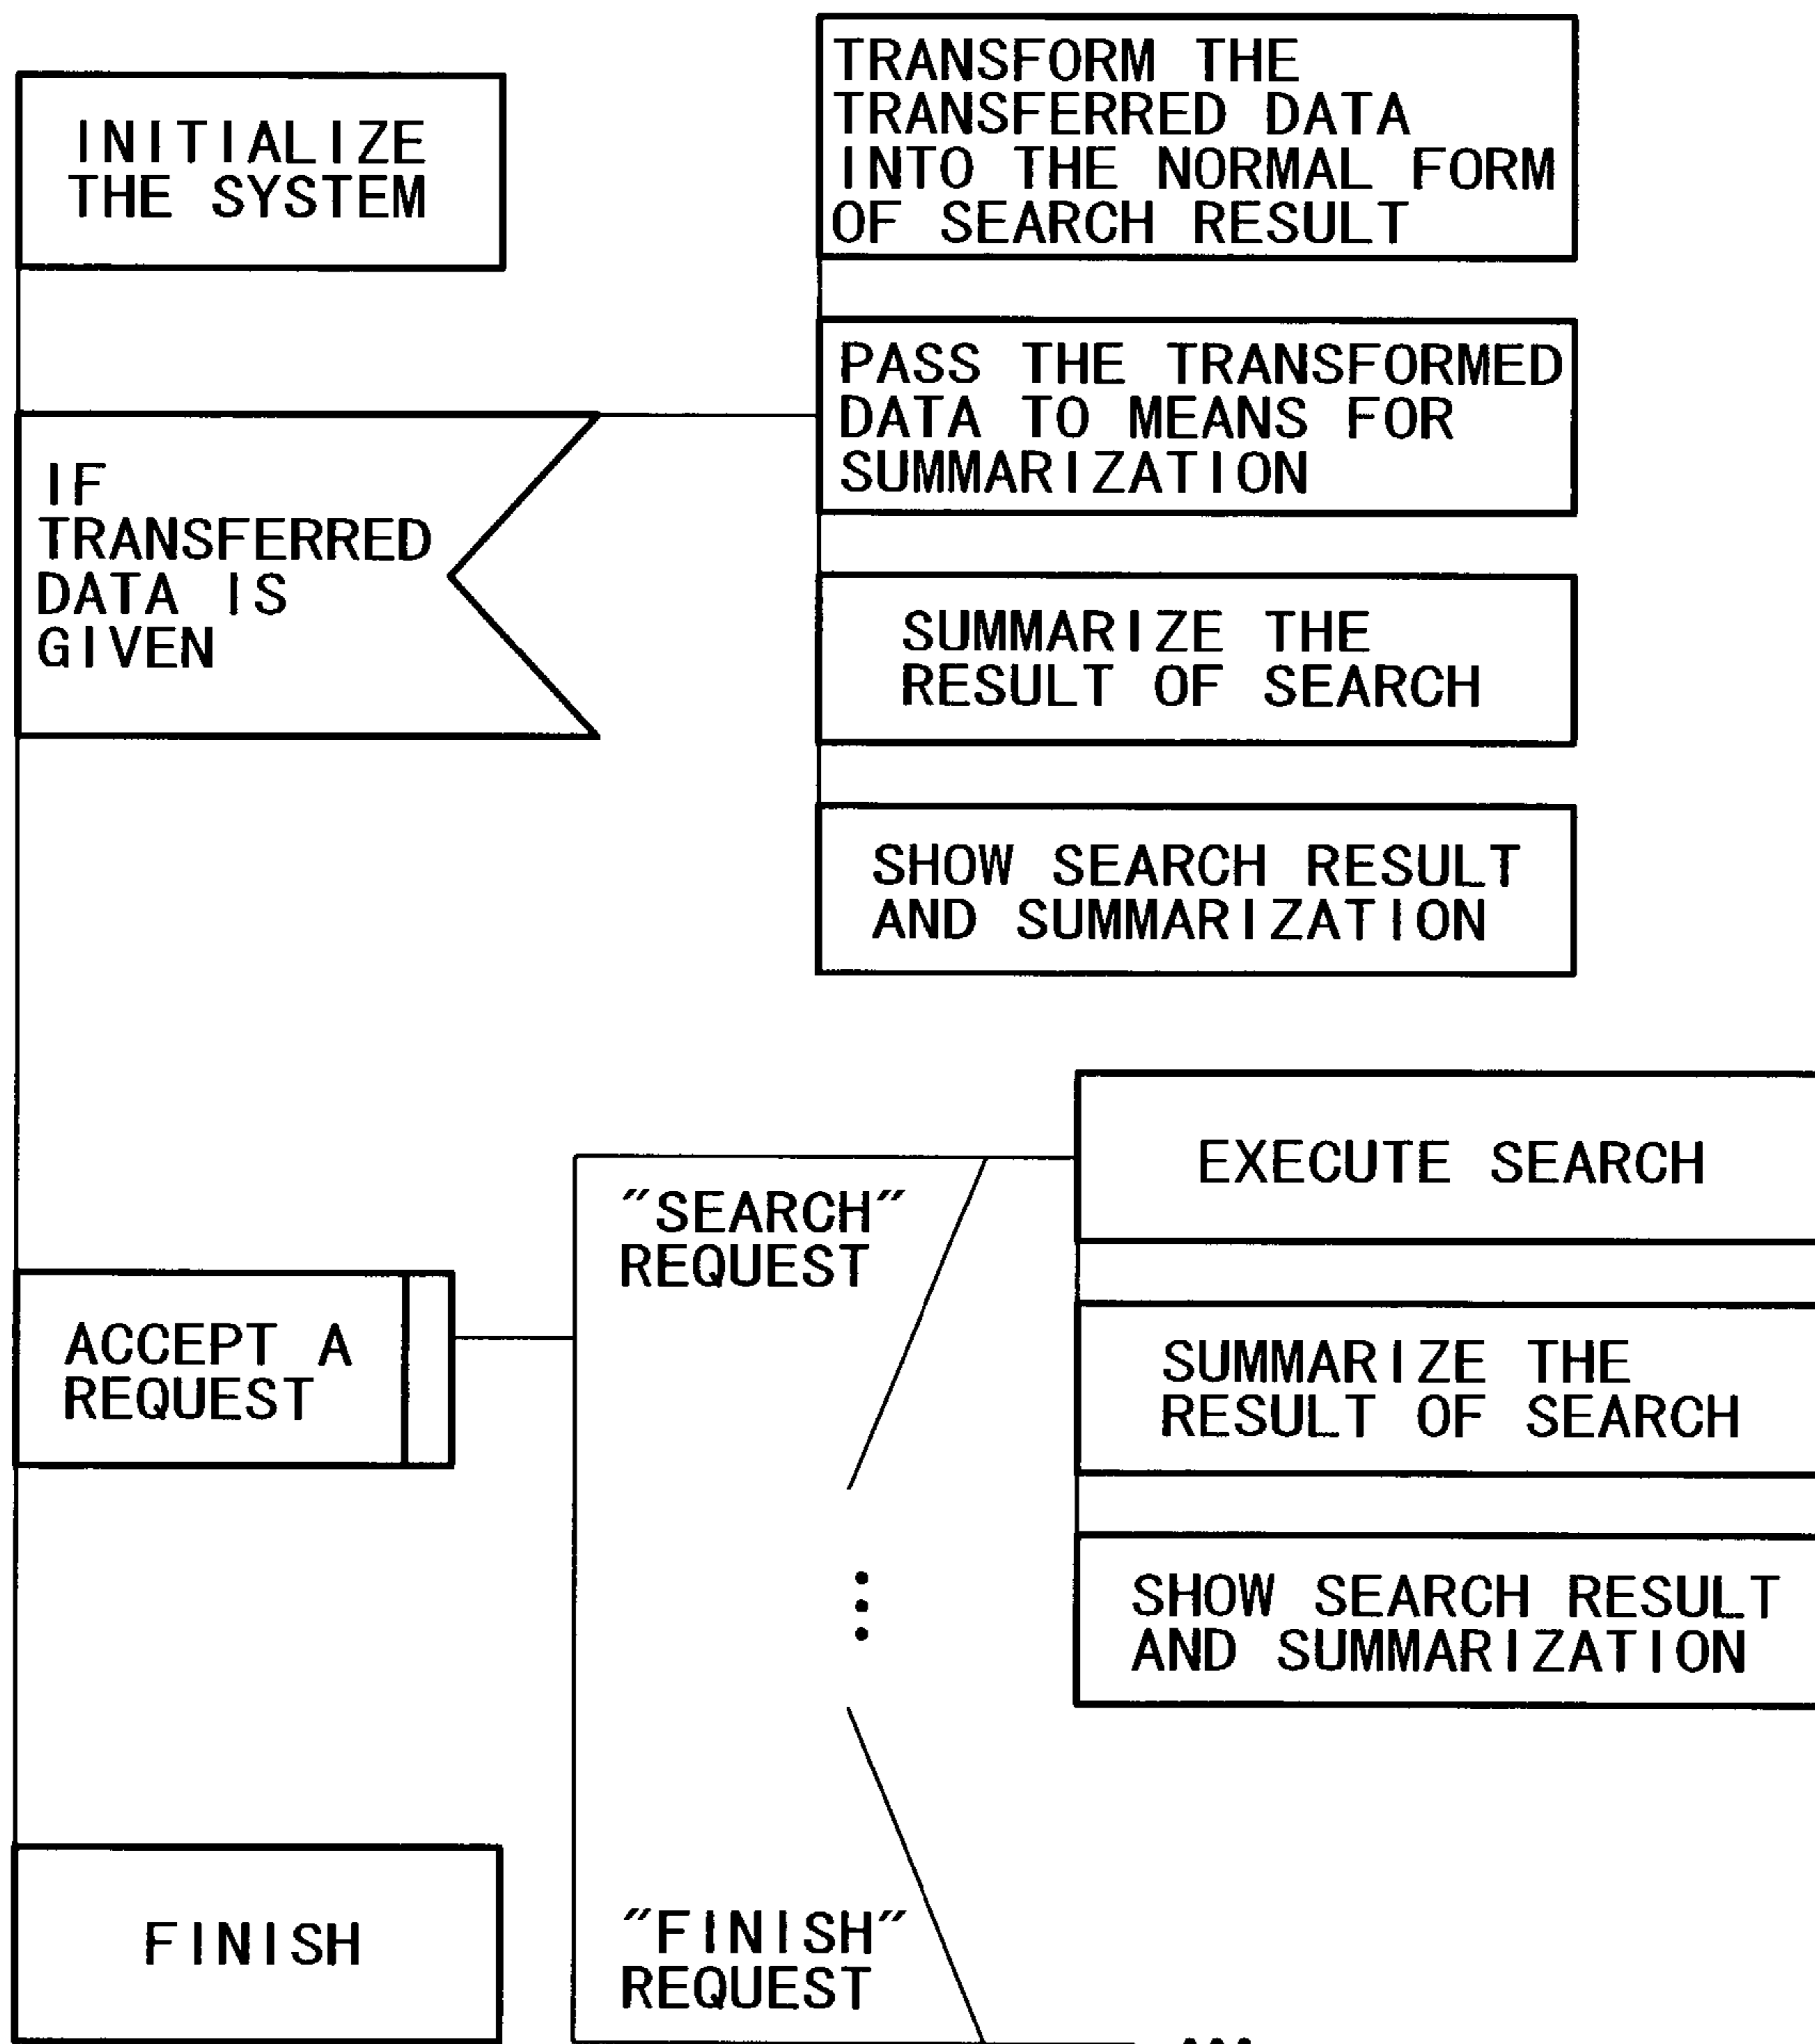 INITIALIZE
THE SYSTEM
TRANSFORM THE
TRANSFERRED DATA
INTO THE NORMAL FORM
OF SEARCH RESULT
PASS THE TRANSFORMED
DATA TO MEANS FOR
SUMMARIZATION
IF
TRANSFERRED
DATA IS
GIVEN
SUMMARIZE THE
RESULT OF SEARCH
SHOW SEARCH RESULT
AND SUMMARIZATION
ACCEPT A
REQUEST
"SEARCH"
REQUEST
EXECUTE SEARCH
SUMMARIZE THE
RESULT OF SEARCH
SHOW SEARCH RESULT
AND SUMMARIZATION
"FINISH"
REQUEST
FINISH